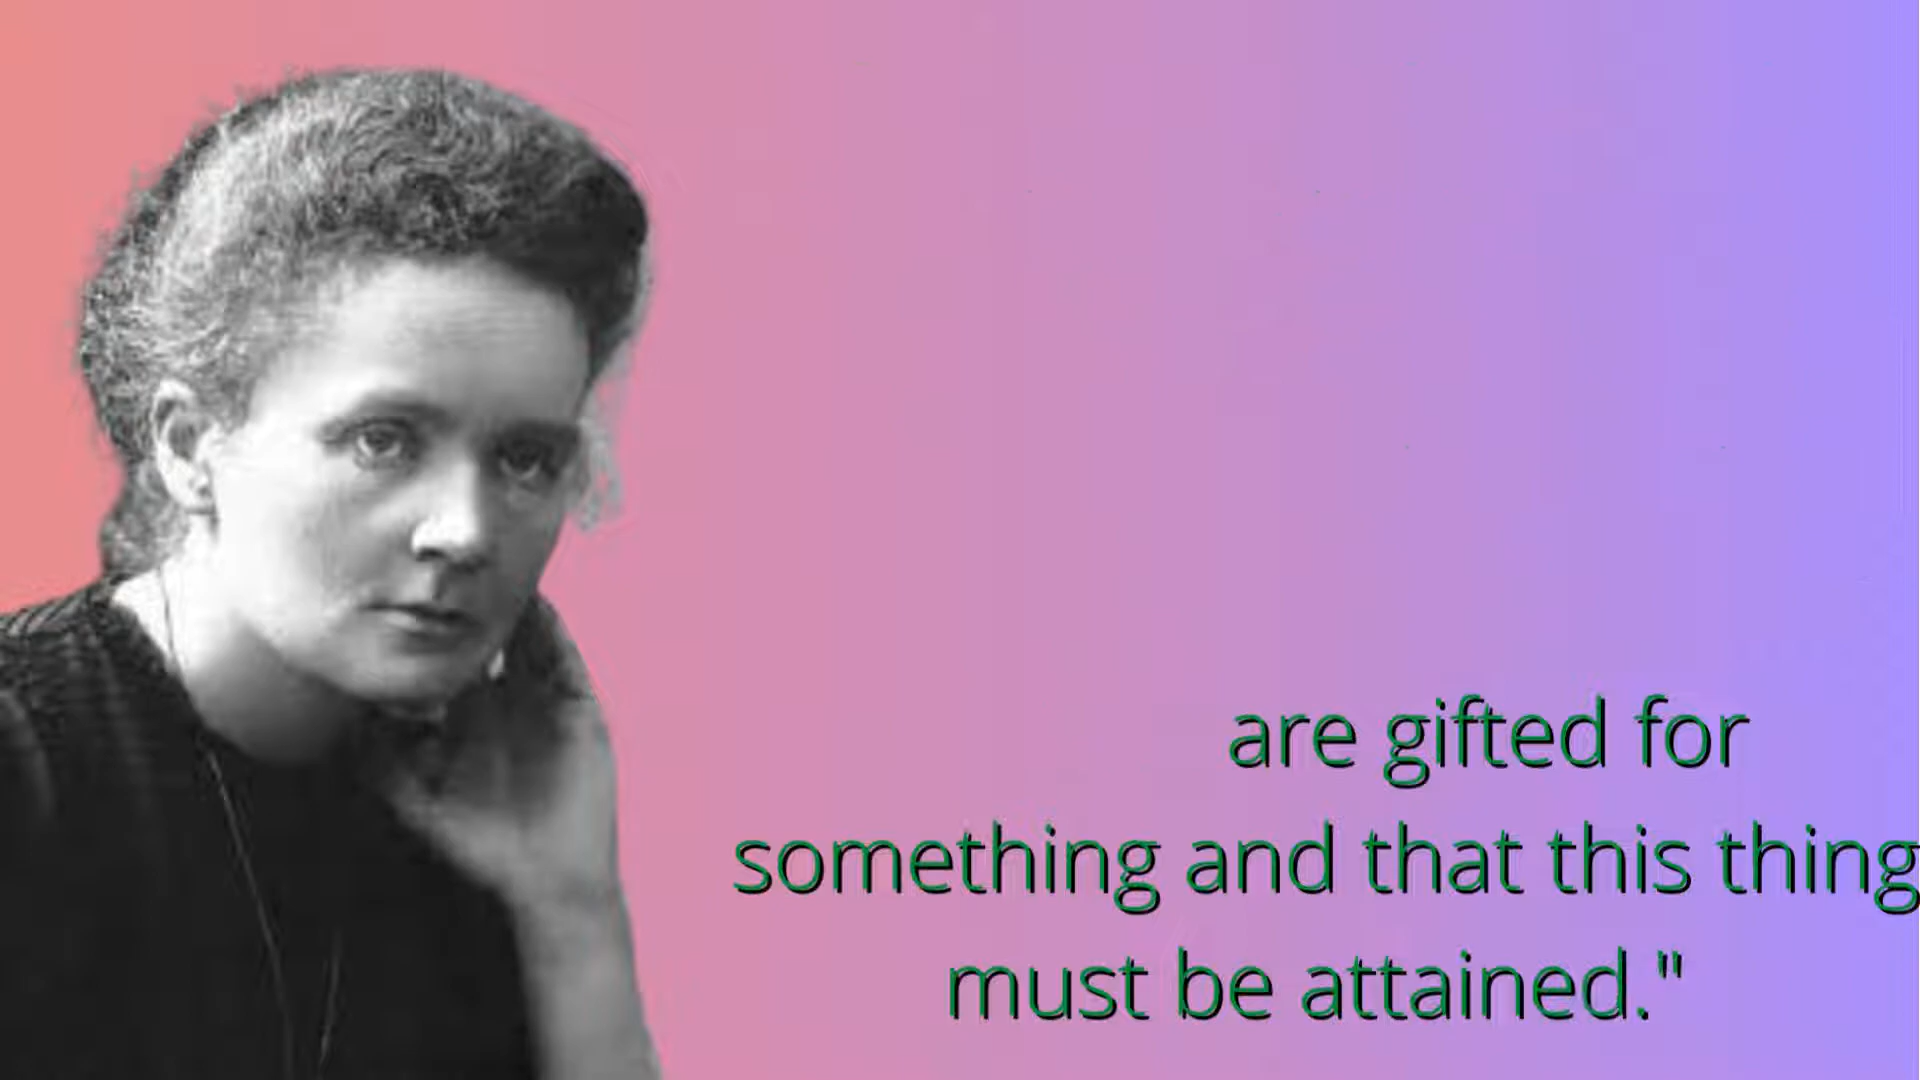 are gifted for
something and that this thing
must be attained."